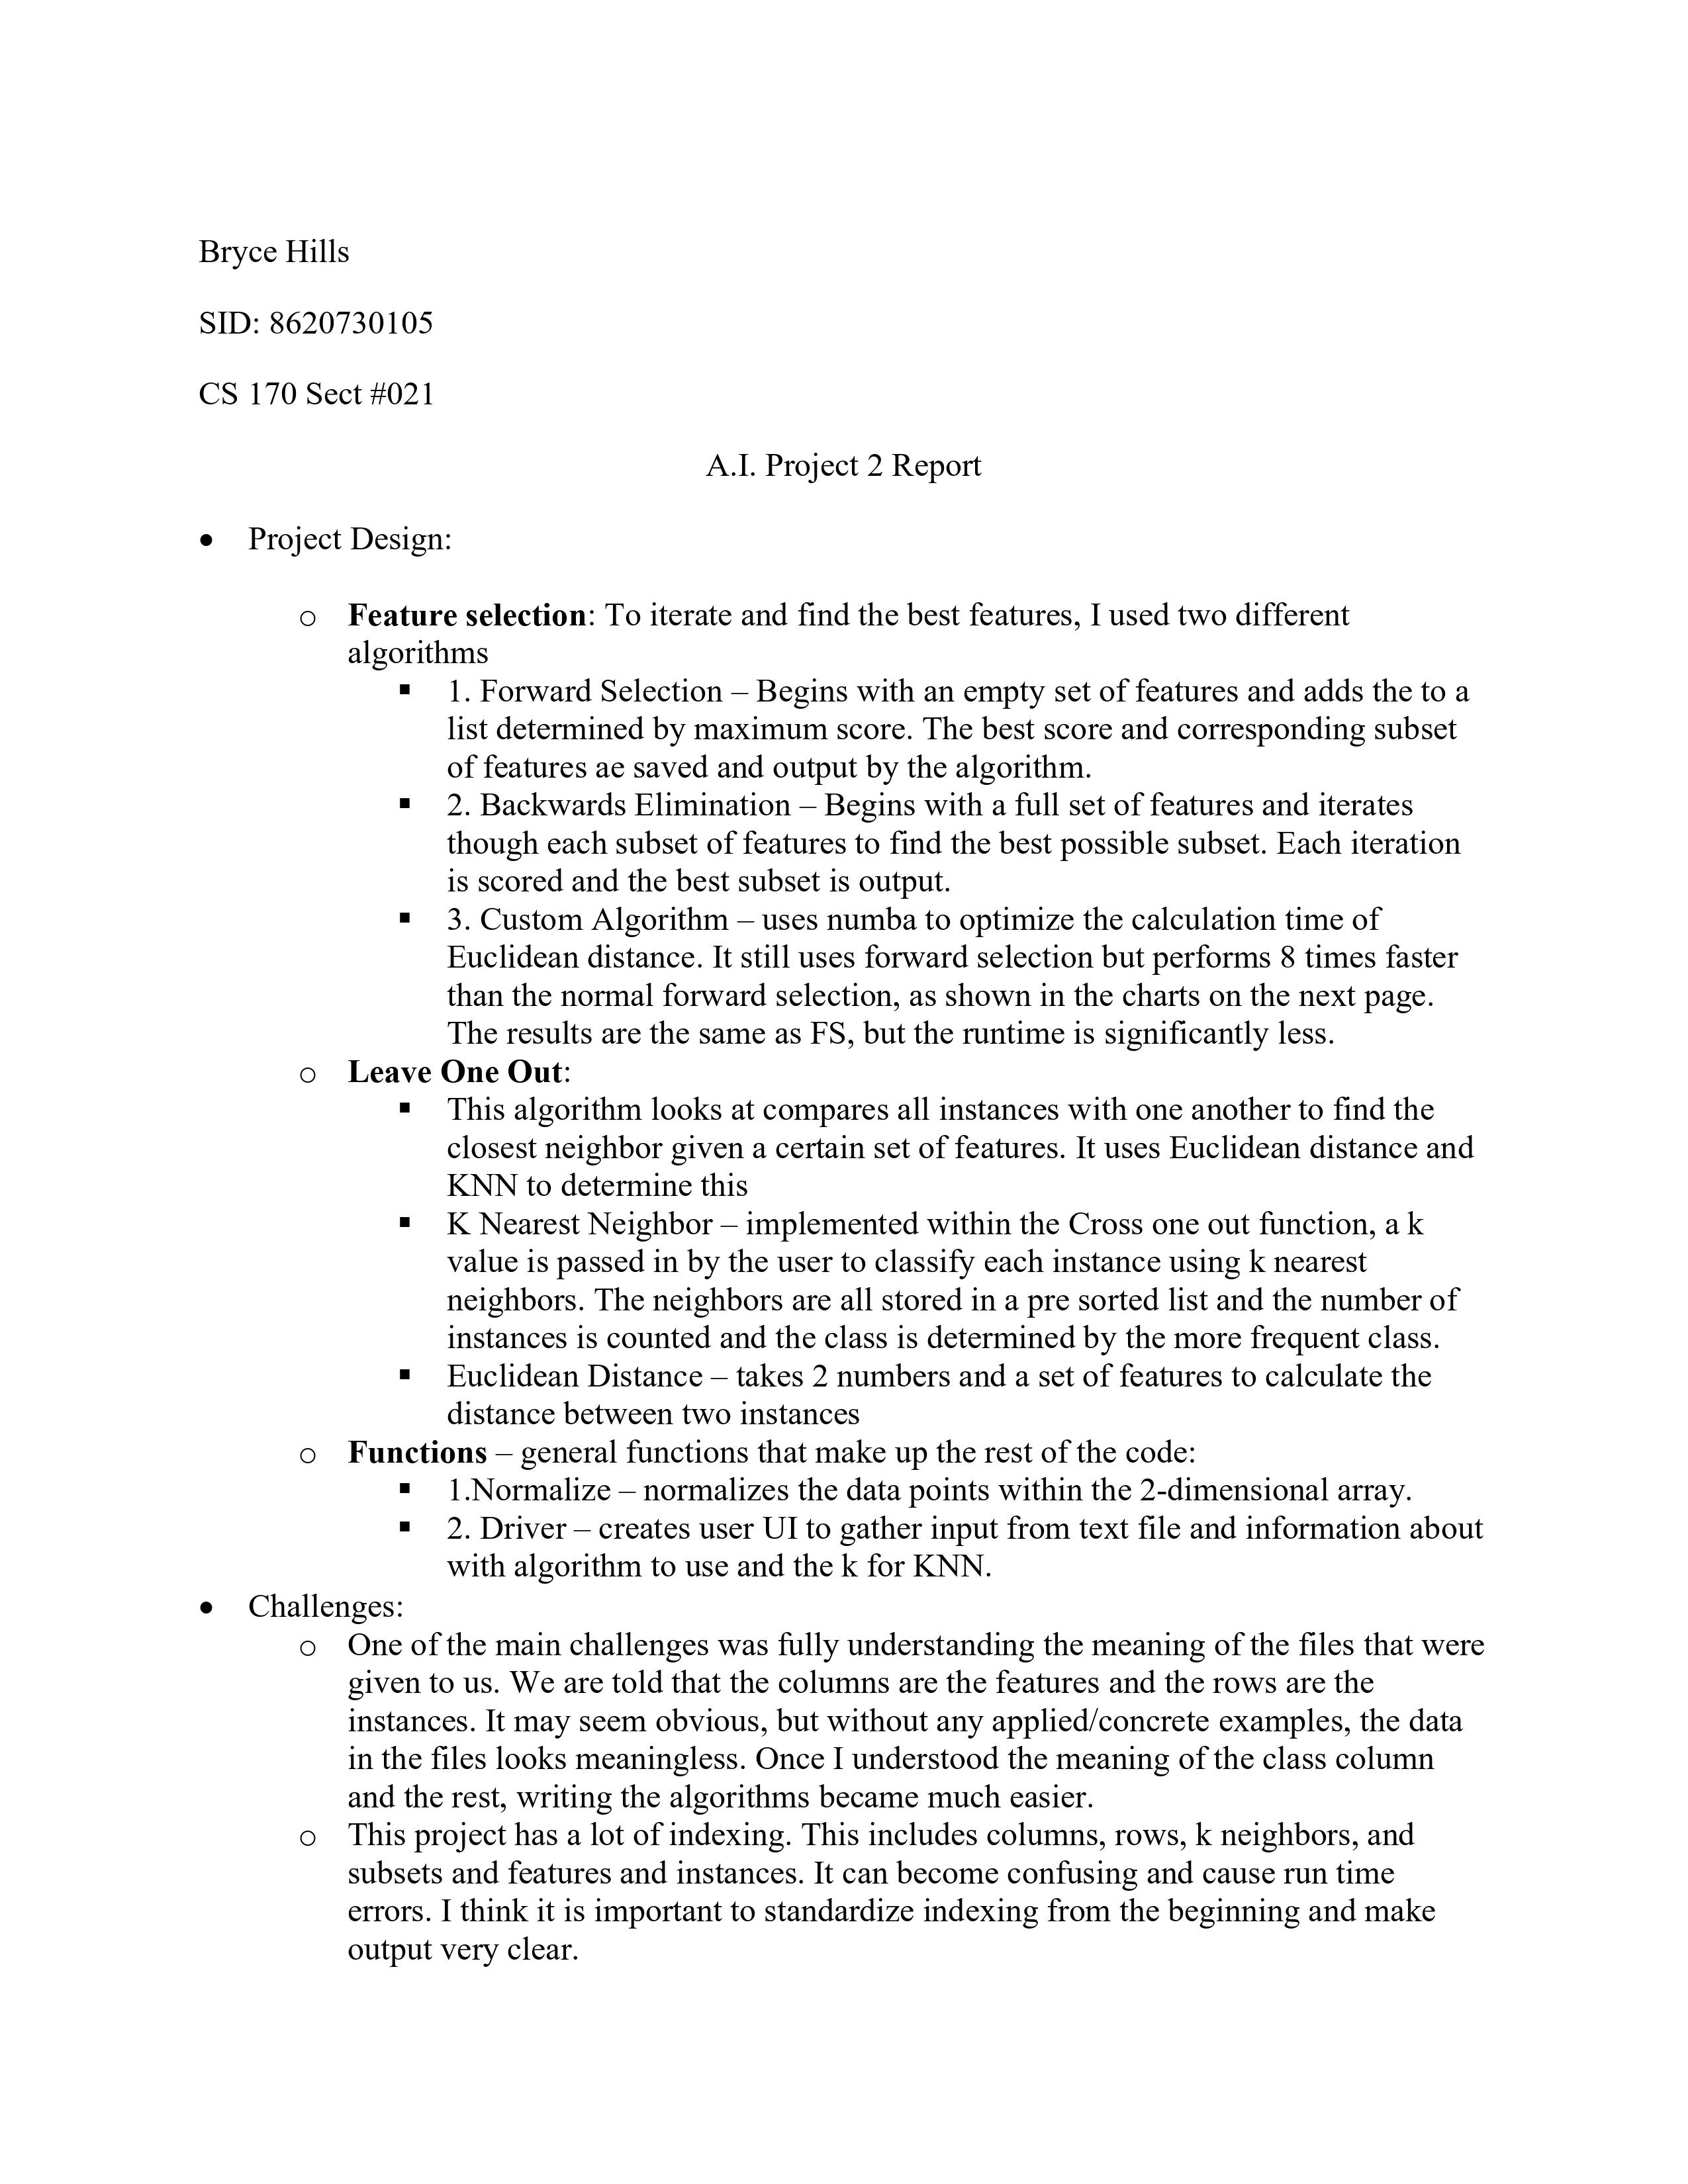 Bryce Hills
SID: 8620730105
CS 170 Sect #021
A.I. Project 2 Report
• Project Design:
o Feature selection: To iterate and find the best features, I used two different
algorithms
▪ 1. Forward Selection – Begins with an empty set of features and adds the to a
list determined by maximum score. The best score and corresponding subset
of features ae saved and output by the algorithm.
▪ 2. Backwards Elimination – Begins with a full set of features and iterates
though each subset of features to find the best possible subset. Each iteration
is scored and the best subset is output.
▪ 3. Custom Algorithm – uses numba to optimize the calculation time of
Euclidean distance. It still uses forward selection but performs 8 times faster
than the normal forward selection, as shown in the charts on the next page.
The results are the same as FS, but the runtime is significantly less.
o Leave One Out:
▪ This algorithm looks at compares all instances with one another to find the
closest neighbor given a certain set of features. It uses Euclidean distance and
KNN to determine this
▪ K Nearest Neighbor – implemented within the Cross one out function, a k
value is passed in by the user to classify each instance using k nearest
neighbors. The neighbors are all stored in a pre sorted list and the number of
instances is counted and the class is determined by the more frequent class.
▪ Euclidean Distance – takes 2 numbers and a set of features to calculate the
distance between two instances
o Functions – general functions that make up the rest of the code:
▪ 1.Normalize – normalizes the data points within the 2-dimensional array.
▪ 2. Driver – creates user UI to gather input from text file and information about
with algorithm to use and the k for KNN.
• Challenges:
o One of the main challenges was fully understanding the meaning of the files that were
given to us. We are told that the columns are the features and the rows are the
instances. It may seem obvious, but without any applied/concrete examples, the data
in the files looks meaningless. Once I understood the meaning of the class column
and the rest, writing the algorithms became much easier.
o This project has a lot of indexing. This includes columns, rows, k neighbors, and
subsets and features and instances. It can become confusing and cause run time
errors. I think it is important to standardize indexing from the beginning and make
output very clear.